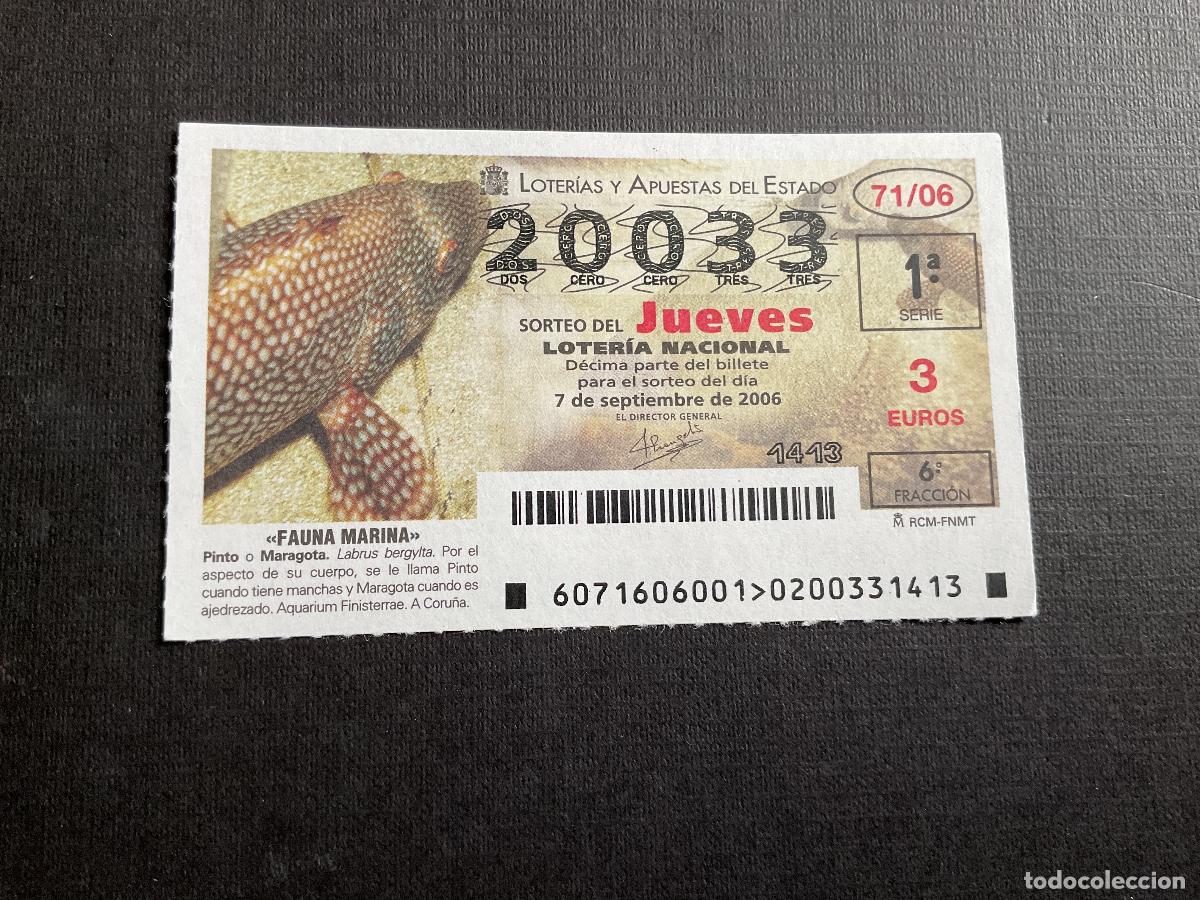 LOTERÍAS Y APUESTAS DEL ESTADO
71/06
20033
DOS CERO CERO TRES TRES
1ª
SERIE
SORTEO DEL Jueves
LOTERÍA NACIONAL
Décima parte del billete
para el sorteo del día
7 de septiembre de 2006
EL DIRECTOR GENERAL
3
EUROS
1413
6ª
FRACCIÓN
RCM-FNMT
«FAUNA MARINA»
Pinto o Maragota. Labrus bergylta. Por el
aspecto de su cuerpo, se le llama Pinto
cuando tiene manchas y Maragota cuando es
ajedrezado. Aquarium Finisterrae. A Coruña.
6071606001>0200331413
todocoleccion